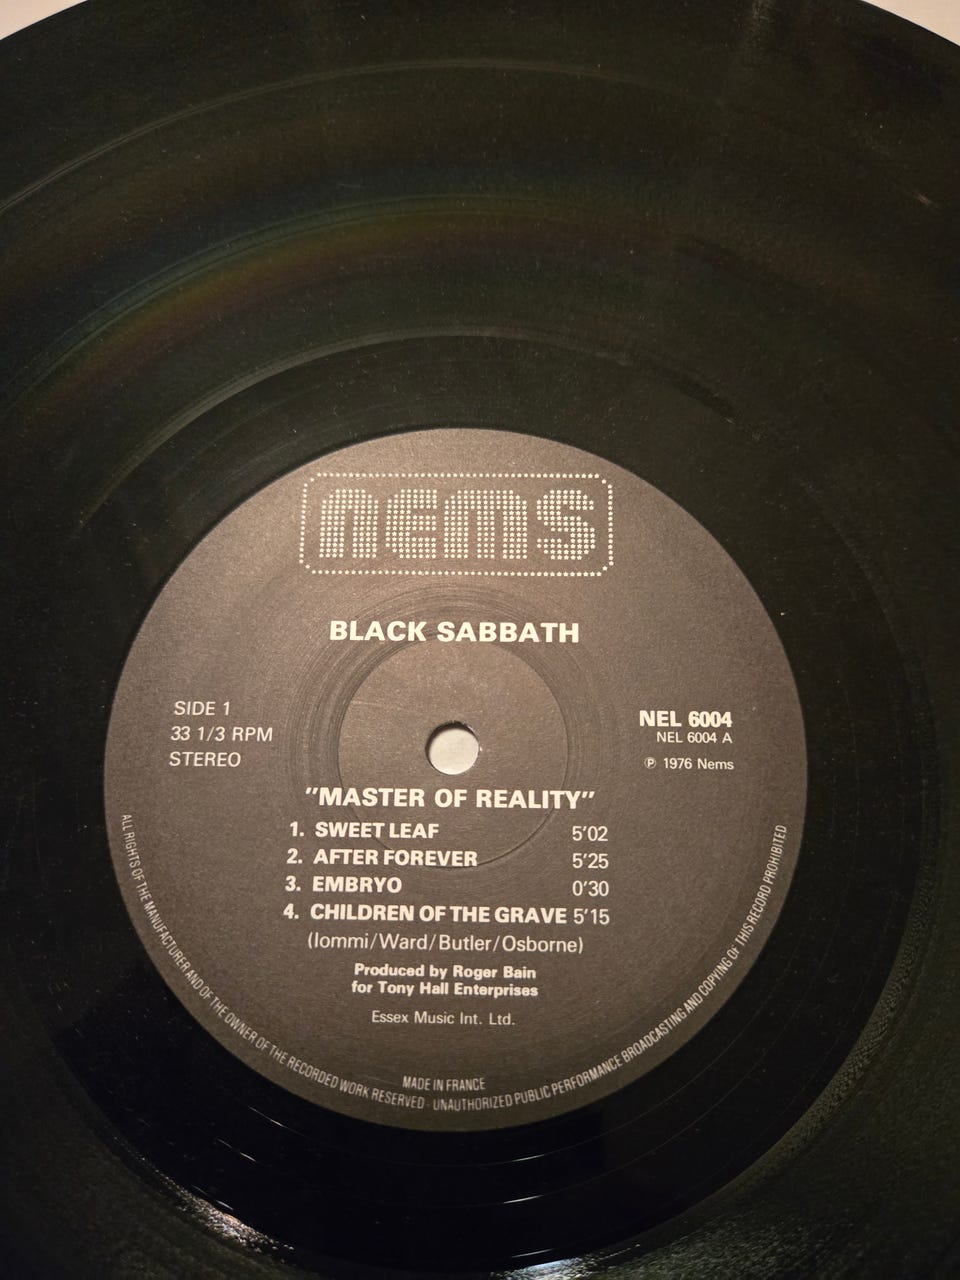 nems
BLACK SABBATH
SIDE 1
33 1/3 RPM
STEREO
NEL 6004
NEL 6004 A
℗ 1976 Nems
"MASTER OF REALITY"
1. SWEET LEAF 5'02
2. AFTER FOREVER 5'25
3. EMBRYO 0'30
4. CHILDREN OF THE GRAVE 5'15
(Iommi/Ward/Butler/Osborne)
Produced by Roger Bain
for Tony Hall Enterprises
Essex Music Int. Ltd.
MADE IN FRANCE
ALL RIGHTS OF THE MANUFACTURER AND OF THE OWNER OF THE RECORDED WORK RESERVED - UNAUTHORIZED PUBLIC PERFORMANCE BROADCASTING AND COPYING OF THIS RECORD PROHIBITED